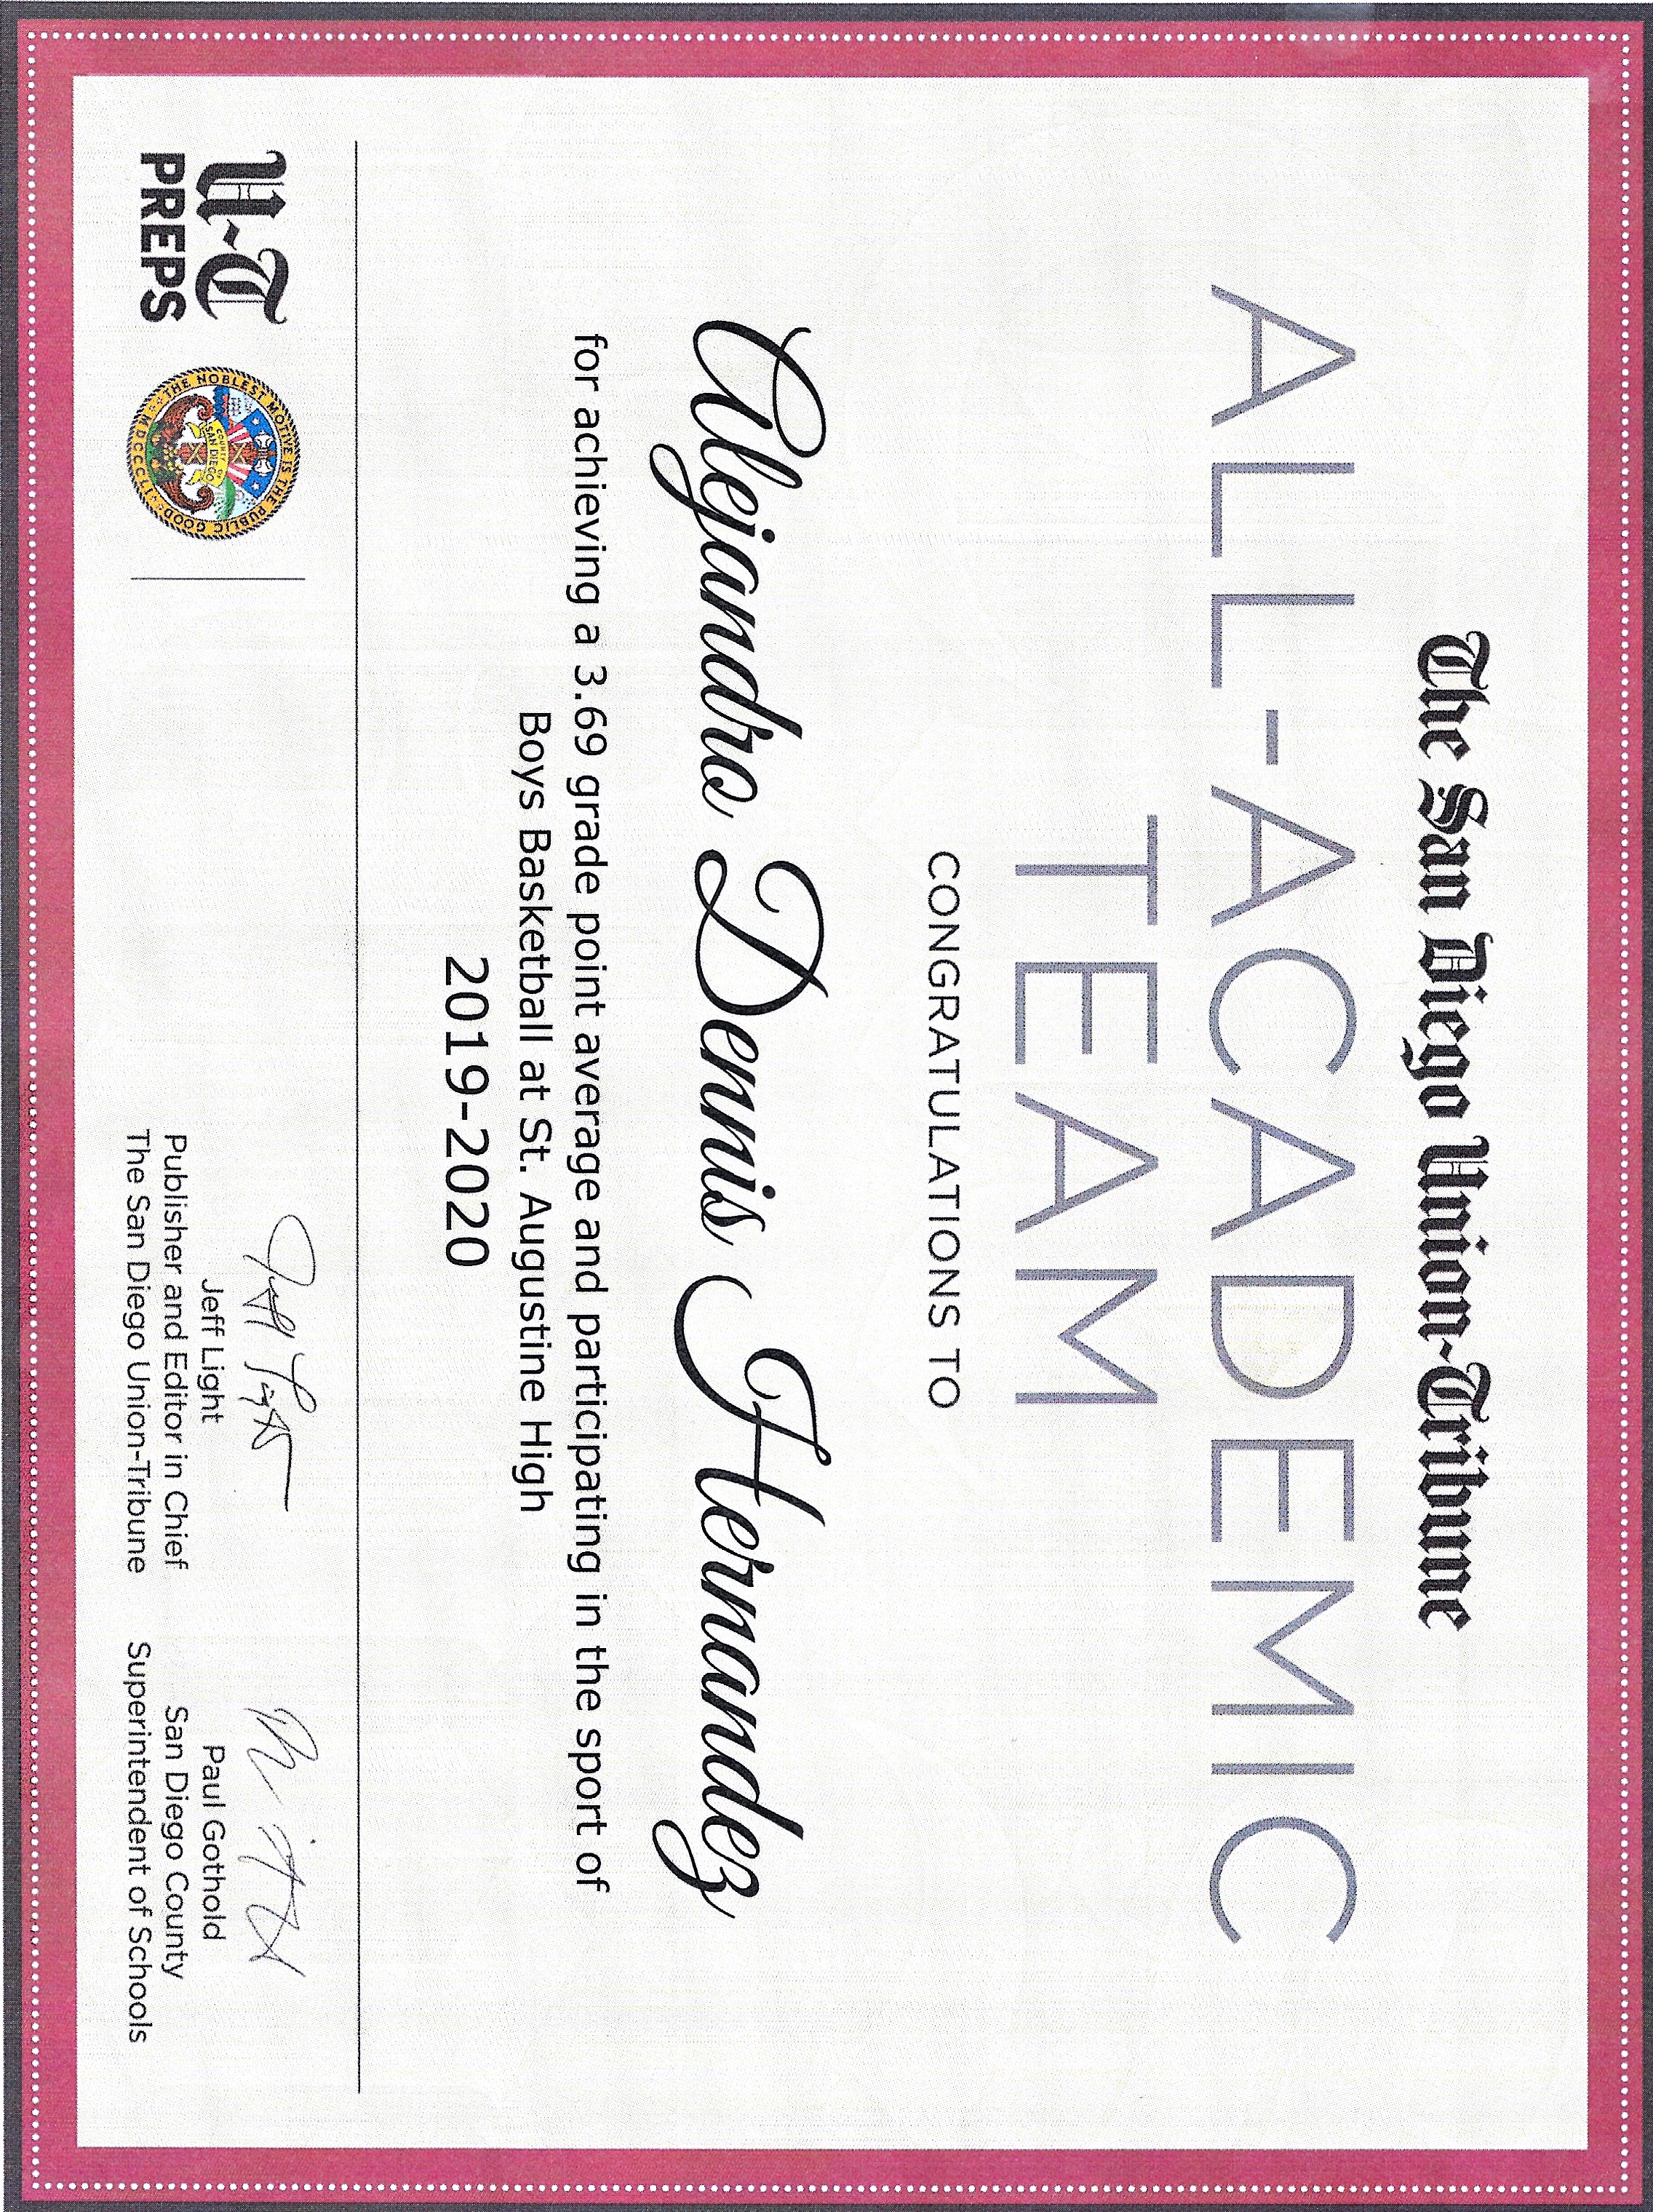 The San Diego Union-Tribune
ALL-ACADEMIC
TEAM
CONGRATULATIONS TO
Alejandro Dennis Hernandez
for achieving a 3.69 grade point average and participating in the sport of
Boys Basketball at St. Augustine High
2019-2020
U-T
PREPS
THE NOBLEST MOTIVE IS THE PUBLIC GOOD
COUNTY OF
SAN DIEGO
MDCCCLII
Jeff Light
Jeff Light
Publisher and Editor in Chief
The San Diego Union-Tribune
Paul Gothold
San Diego County
Superintendent of Schools